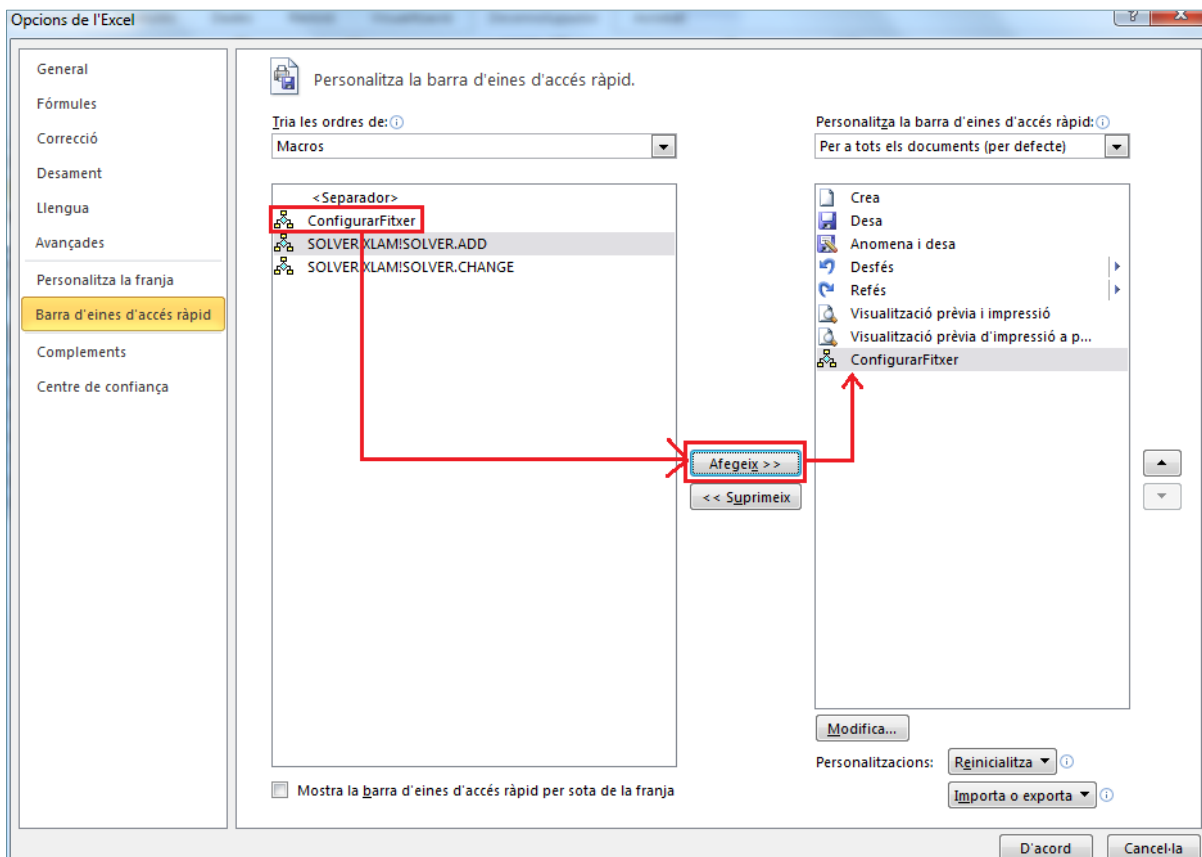 Opcions de l'Excel
General
Fórmules
Correcció
Desament
Llengua
Avançades
Personalitza la franja
Barra d'eines d'accés ràpid
Complements
Centre de confiança
Personalitza la barra d'eines d'accés ràpid.
Tria les ordres de:
Macros
<Separador>
ConfigurarFitxer
SOLVER.XLAM!SOLVER.ADD
SOLVER.XLAM!SOLVER.CHANGE
Mostra la barra d'eines d'accés ràpid per sota de la franja
Afegeix >>
<< Suprimeix
Personalitza la barra d'eines d'accés ràpid:
Per a tots els documents (per defecte)
Crea
Desa
Anomena i desa
Desfés
Refés
Visualització prèvia i impressió
Visualització prèvia d'impressió a p...
ConfigurarFitxer
Modifica...
Personalitzacions:
Reinicialitza
Importa o exporta
D'acord
Cancel·la